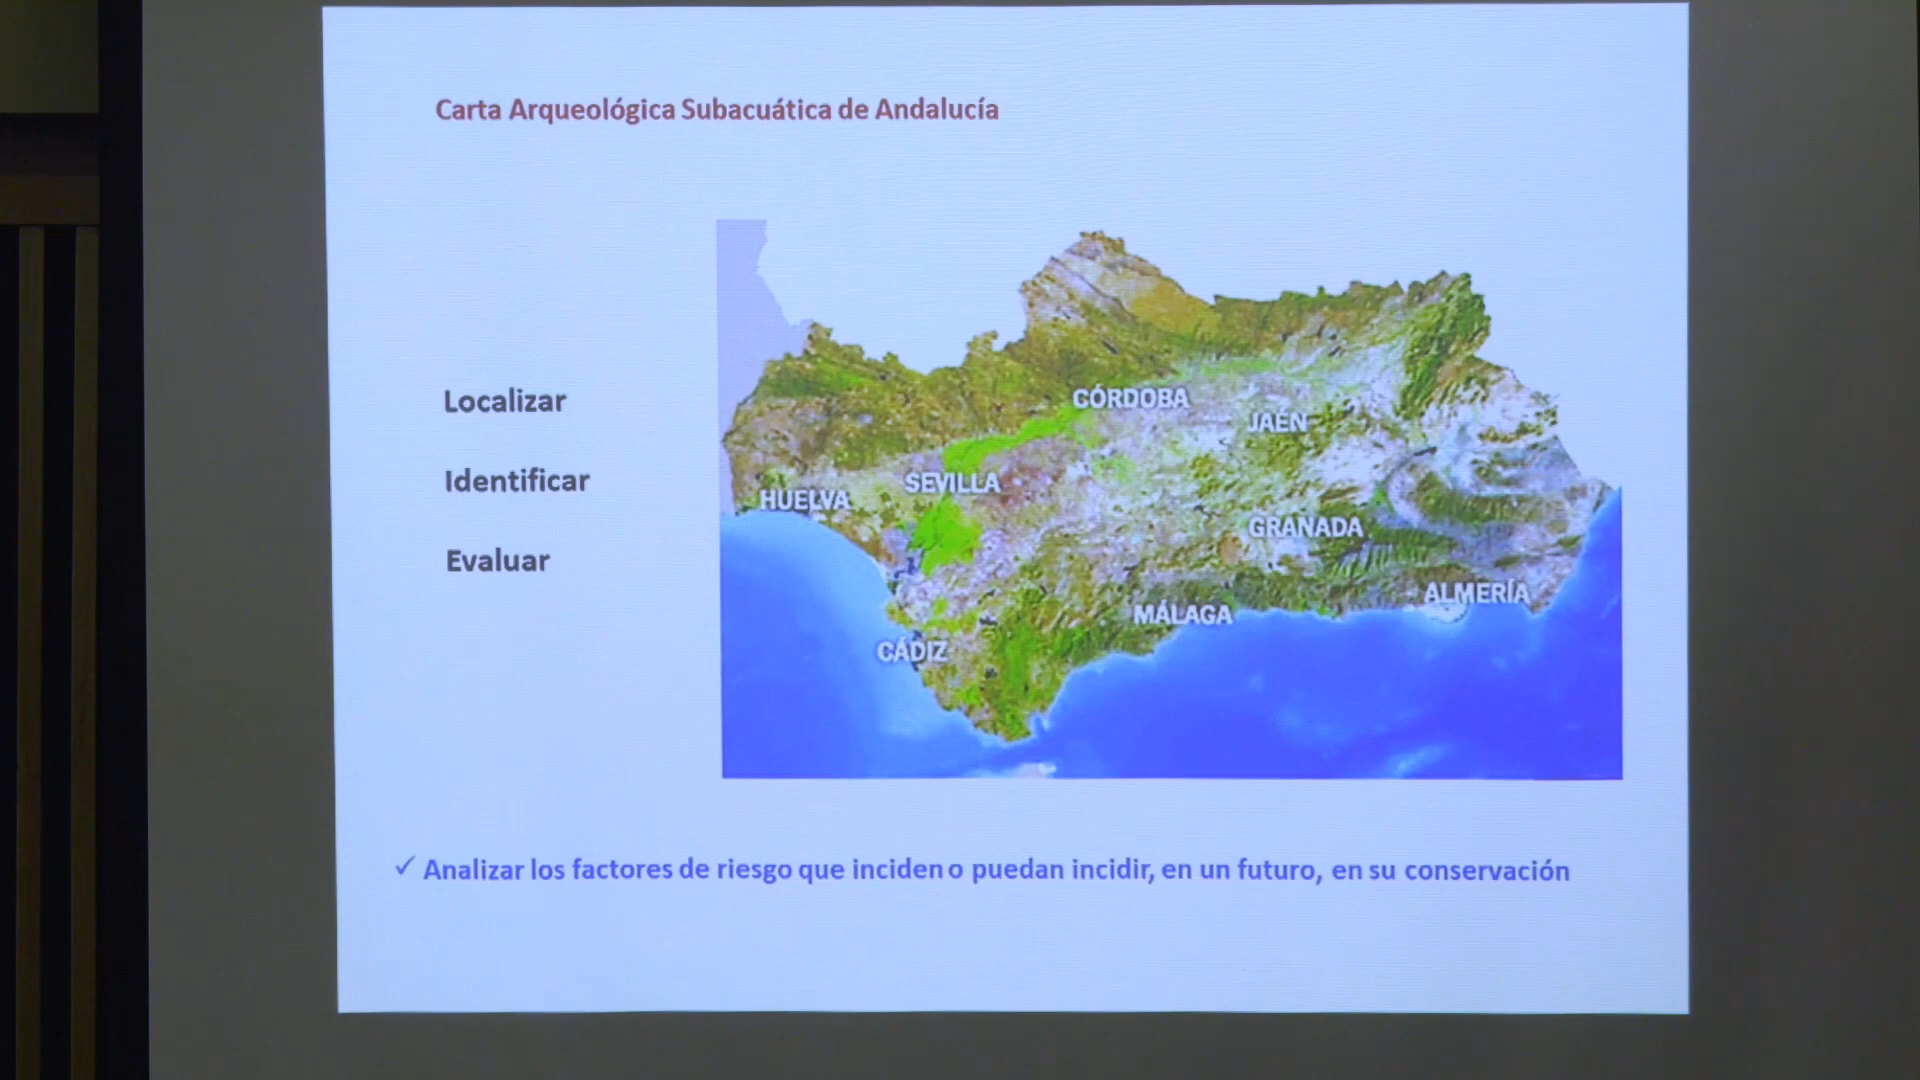 Carta Arqueológica Subacuática de Andalucía
Localizar
Identificar
Evaluar
CÓRDOBA
JAÉN
SEVILLA
HUELVA
GRANADA
ALMERÍA
MÁLAGA
CÁDIZ
✓ Analizar los factores de riesgo que inciden o puedan incidir, en un futuro, en su conservación